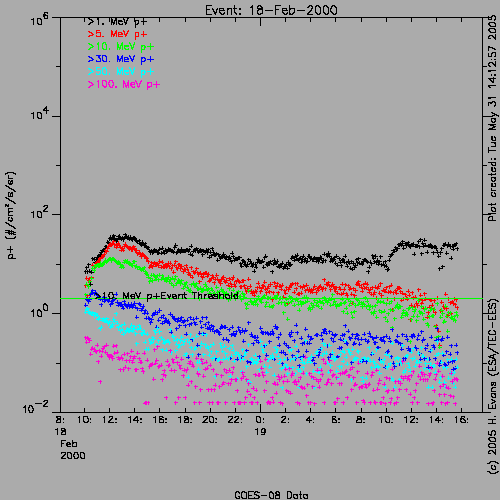 Event: 18-Feb-2000
>1. MeV p+
>5. MeV p+
>10. MeV p+
>30. MeV p+
>50. MeV p+
>100. MeV p+
10^6
10^4
10^2
10^0
10^-2
p+ (#/cm²/s/sr)
>10. MeV p+Event Threshold
8: 10: 12: 14: 16: 18: 20: 22: 0: 2: 4: 6: 8: 10: 12: 14: 16:
18 19
Feb
2000
GOES-08 Data
Plot created: Tue May 31 14:12:57 2005
(c) 2005 H. Evans (ESA/TEC-EES)